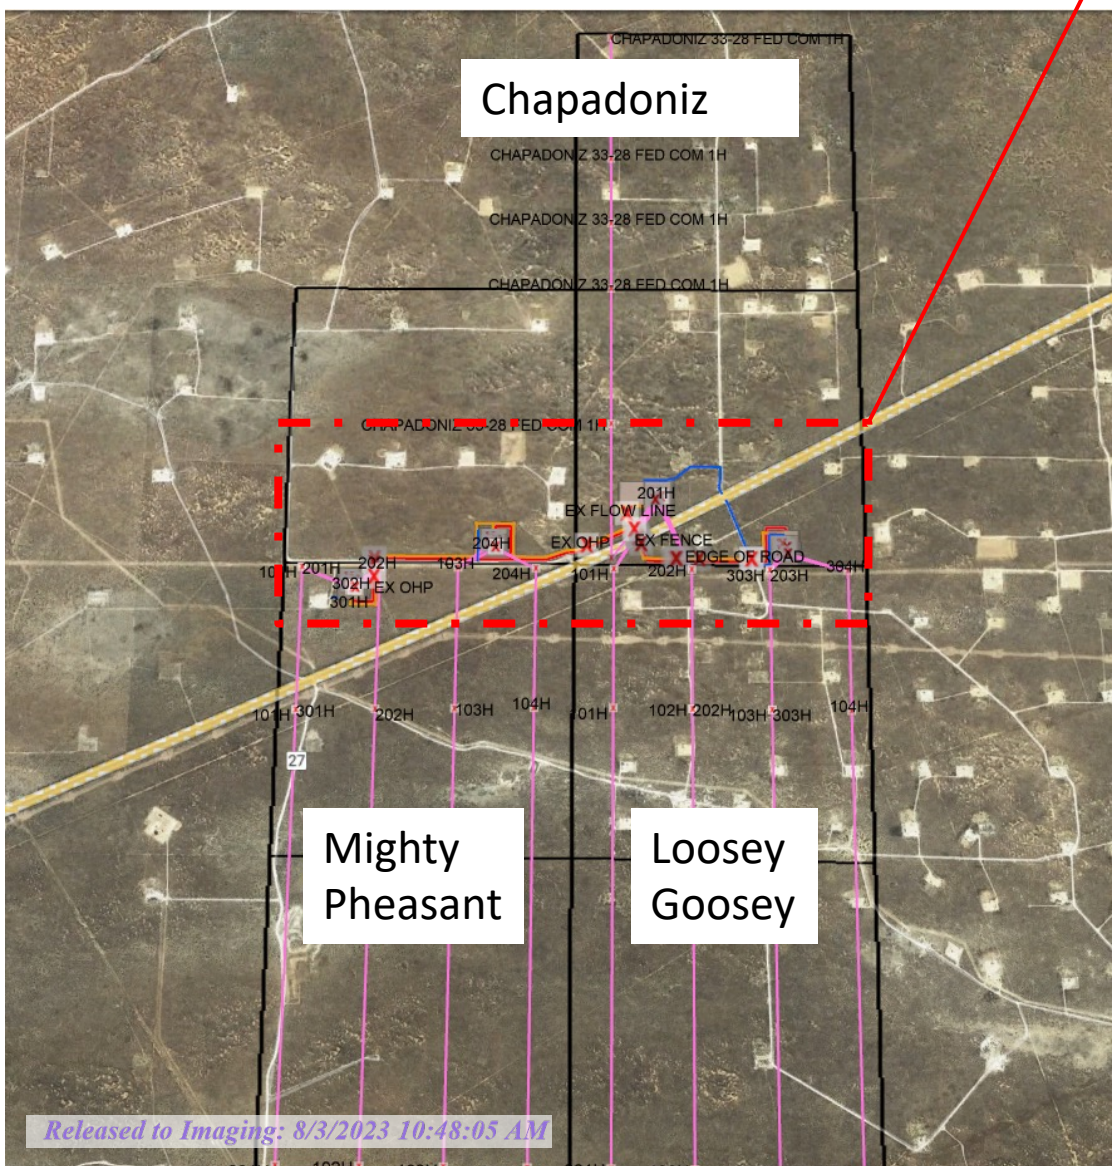 CHAPADONIZ 33-28 FED COM 1H
Chapadoniz
CHAPADONIZ 33-28 FED COM 1H
CHAPADONIZ 33-28 FED COM 1H
CHAPADONIZ 33-28 FED COM 1H
CHAPADONIZ 33-28 FED COM 1H
201H
EX FLOW LINE
204H
EX OHP
EX FENCE
202H
EDGE OF ROAD
201H
103H
204H
101H
202H
303H
203H
304H
302H
EX OHP
301H
101H
301H
202H
103H
104H
101H
102H
202H
103H
303H
104H
27
Mighty
Pheasant
Loosey
Goosey
Released to Imaging: 8/3/2023 10:48:05 AM